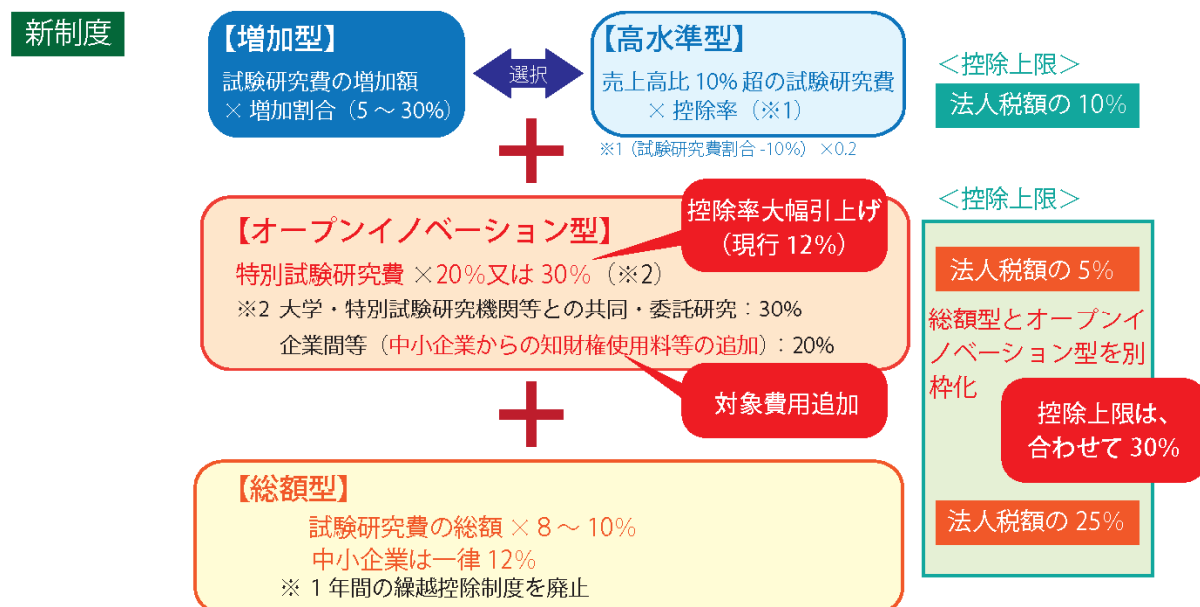 新制度
【増加型】
試験研究費の増加額
× 増加割合（5 ～ 30%）
選択
【高水準型】
売上高比 10% 超の試験研究費
× 控除率（※1）
※1（試験研究費割合 -10%）×0.2
＜控除上限＞
法人税額の 10%
【オープンイノベーション型】
特別試験研究費 ×20% 又は 30%（※2）
※2 大学・特別試験研究機関等との共同・委託研究：30%
企業間等（中小企業からの知財権使用料等の追加）：20%
控除率大幅引上げ
（現行 12%）
対象費用追加
＜控除上限＞
法人税額の 5%
総額型とオープンイ
ノベーション型を別
枠化
控除上限は、
合わせて 30%
法人税額の 25%
【総額型】
試験研究費の総額 × 8 ～ 10%
中小企業は一律 12%
※ 1 年間の繰越控除制度を廃止